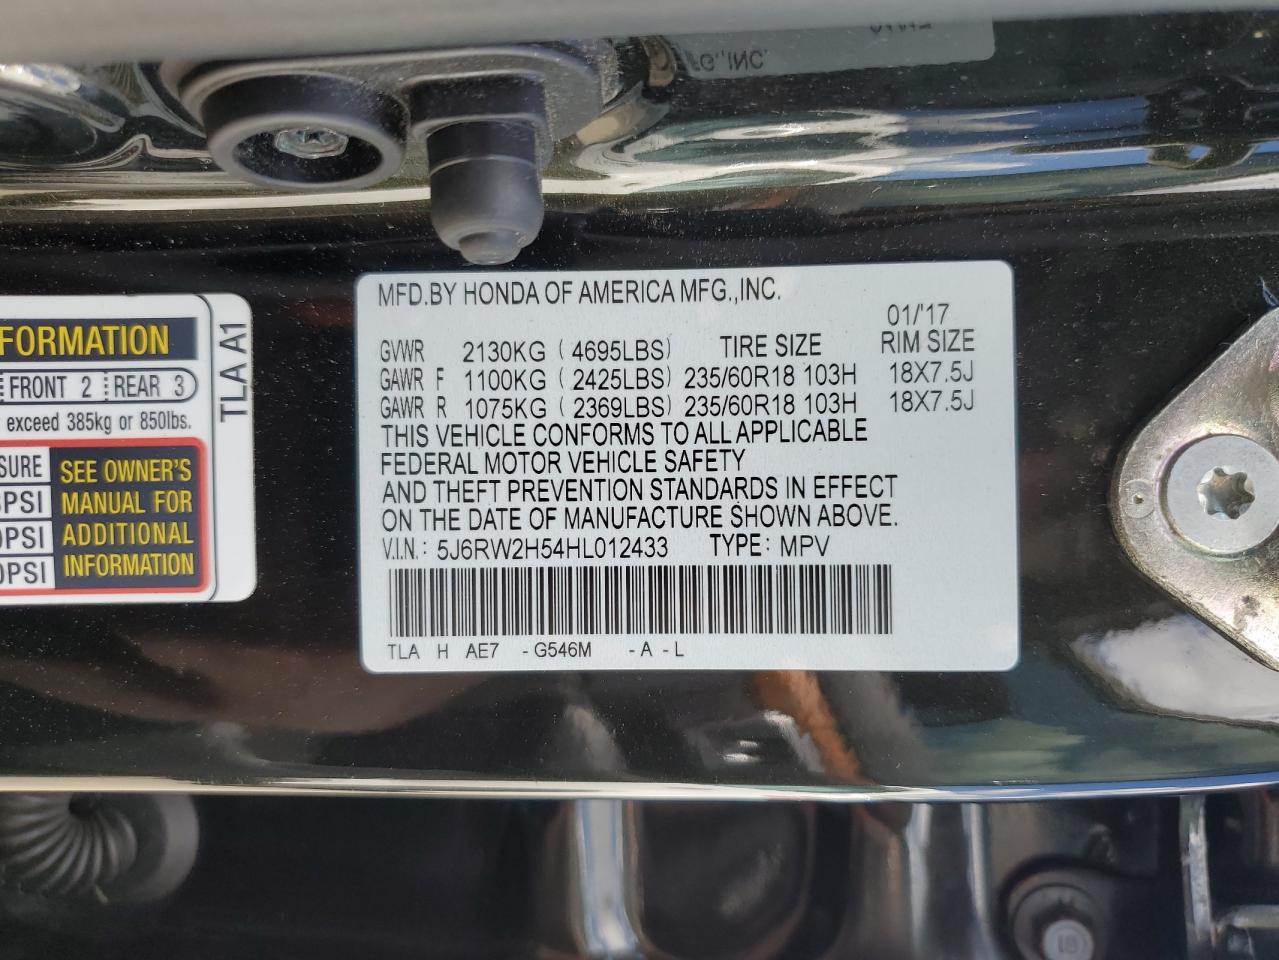 MFD.BY HONDA OF AMERICA MFG.,INC.
01/'17
GVWR 2130KG ( 4695LBS) TIRE SIZE RIM SIZE
GAWR F 1100KG ( 2425LBS) 235/60R18 103H 18X7.5J
GAWR R 1075KG ( 2369LBS) 235/60R18 103H 18X7.5J
THIS VEHICLE CONFORMS TO ALL APPLICABLE
FEDERAL MOTOR VEHICLE SAFETY
AND THEFT PREVENTION STANDARDS IN EFFECT
ON THE DATE OF MANUFACTURE SHOWN ABOVE.
V.I.N: 5J6RW2H54HL012433 TYPE: MPV
TLA H AE7 -G546M -A -L
FORMATION
FRONT 2 REAR 3
exceed 385kg or 850lbs.
SURE
PSI
PSI
PSI
SEE OWNER'S
MANUAL FOR
ADDITIONAL
INFORMATION
TLA A1